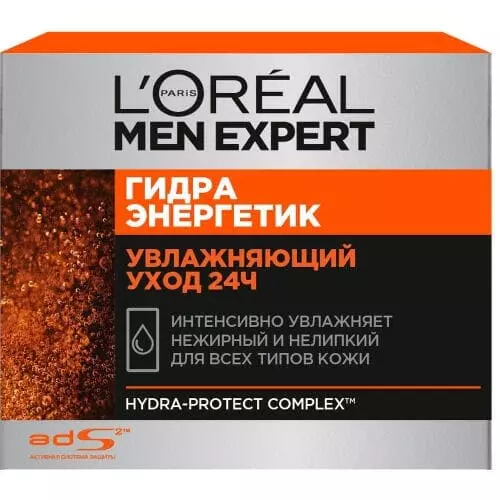 L'ORÉAL
PARIS
MEN EXPERT
ГИДРА
ЭНЕРГЕТИК
УВЛАЖНЯЮЩИЙ
УХОД 24Ч
ИНТЕНСИВНО УВЛАЖНЯЕТ
НЕЖИРНЫЙ И НЕЛИПКИЙ
ДЛЯ ВСЕХ ТИПОВ КОЖИ
HYDRA-PROTECT COMPLEX™
adS2™
АКТИВНАЯ СИСТЕМА ЗАЩИТЫ